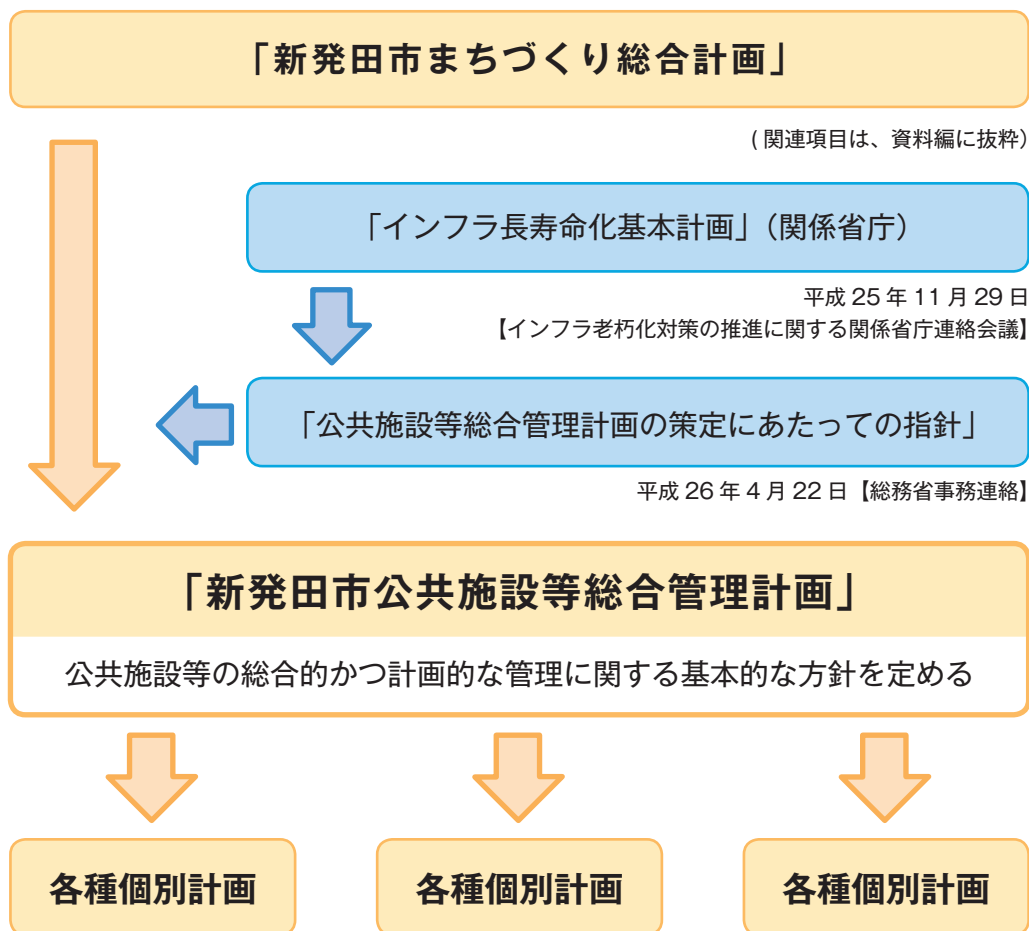 「新発田市まちづくり総合計画」
(関連項目は、資料編に抜粋)
「インフラ長寿命化基本計画」(関係省庁)
平成 25 年 11 月 29 日
【インフラ老朽化対策の推進に関する関係省庁連絡会議】
「公共施設等総合管理計画の策定にあたっての指針」
平成 26 年 4 月 22 日【総務省事務連絡】
「新発田市公共施設等総合管理計画」
公共施設等の総合的かつ計画的な管理に関する基本的な方針を定める
各種個別計画
各種個別計画
各種個別計画